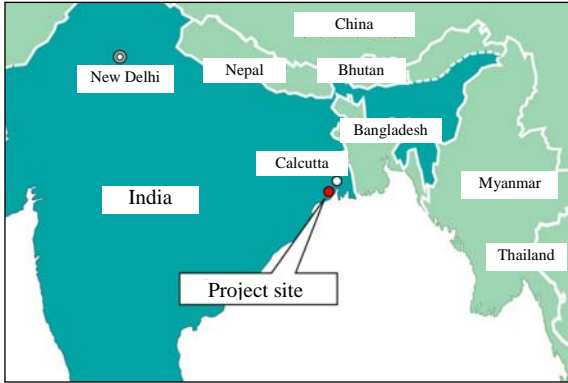 China
New Delhi
Nepal
Bhutan
Bangladesh
Calcutta
India
Myanmar
Thailand
Project site